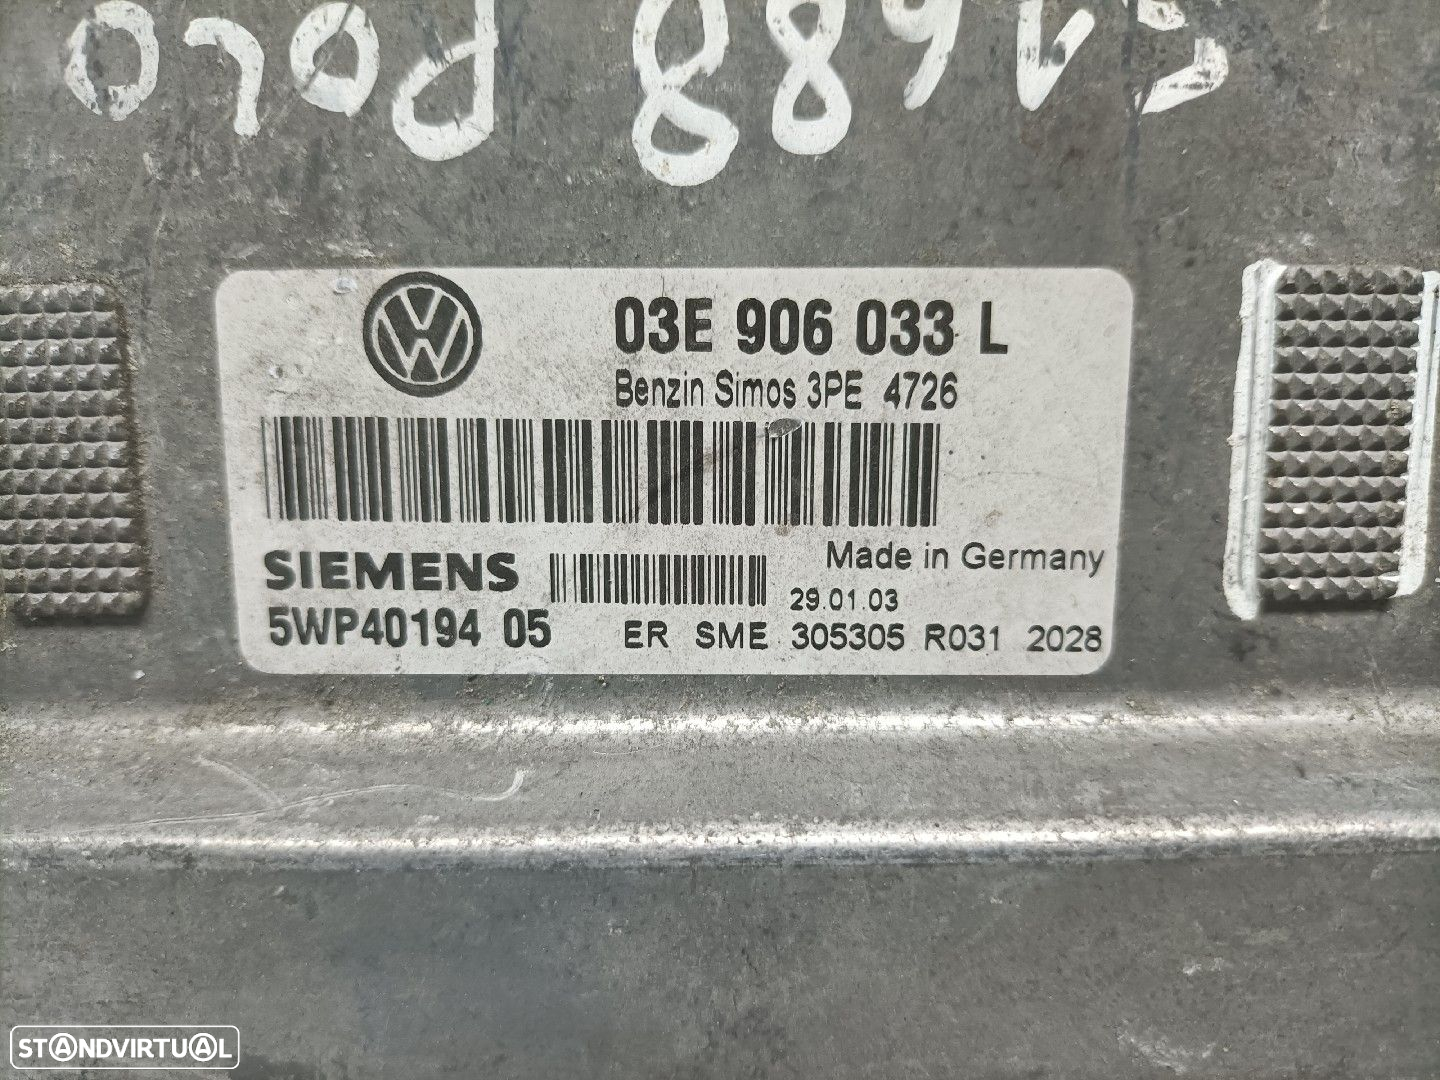 51688 POLO
03E 906 033 L
Benzin Simos 3PE 4726
Made in Germany
SIEMENS
29.01.03
5WP40194 05 ER SME 305305 R031 2028
STANDVIRTUAL